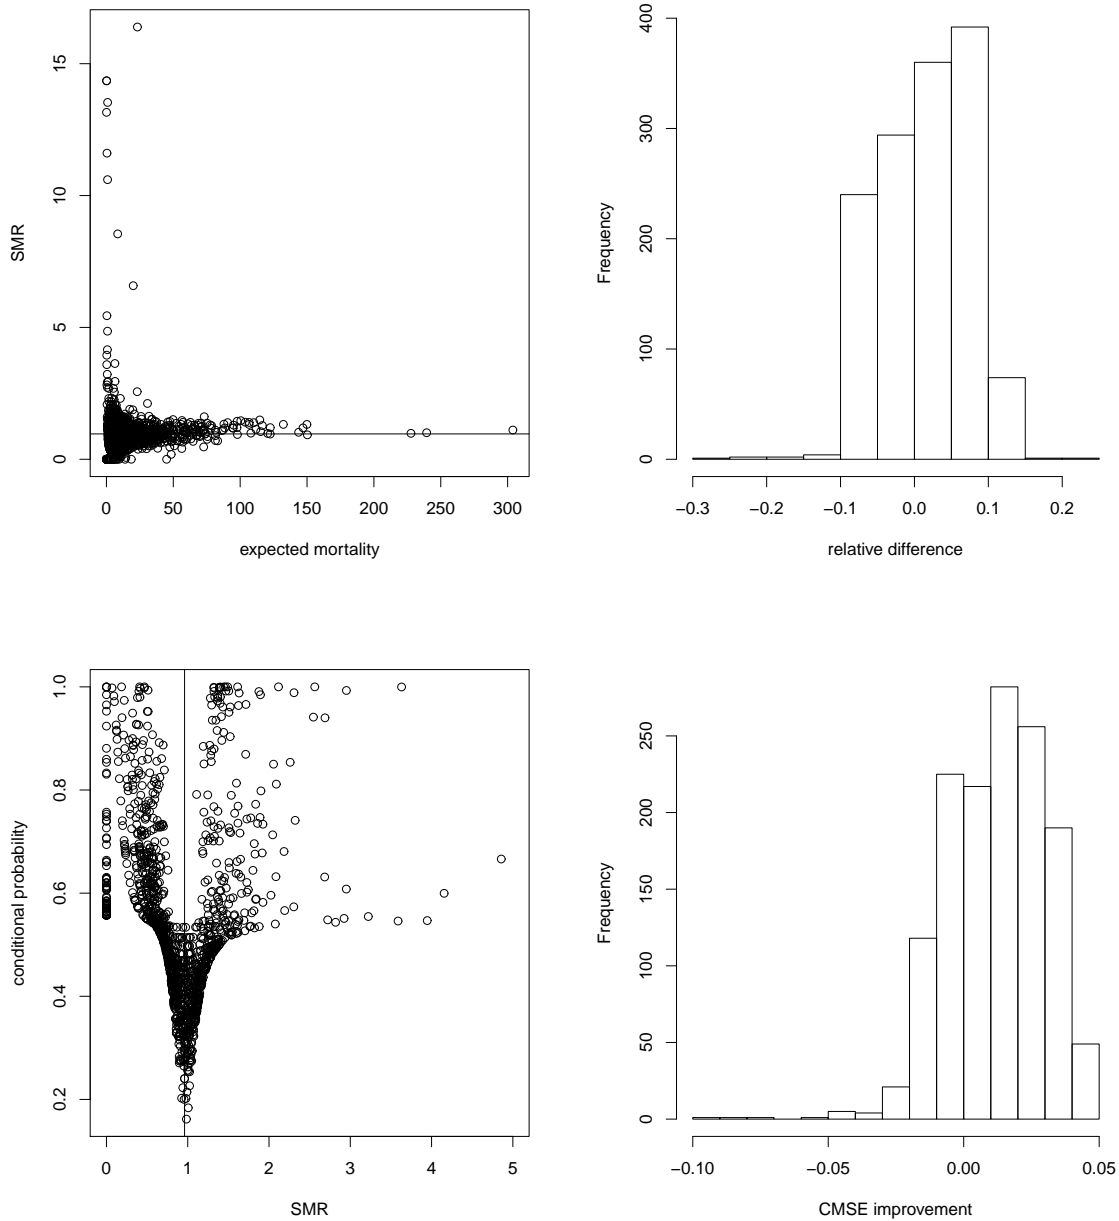 15
10
5
0
SMR
0 50 100 150 200 250 300
expected mortality
400
300
200
100
0
Frequency
−0.3 −0.2 −0.1 0.0 0.1 0.2
relative difference
1.0
0.8
0.6
0.4
0.2
conditional probability
0 1 2 3 4 5
SMR
250
200
150
100
50
0
Frequency
−0.10 −0.05 0.00 0.05
CMSE improvement